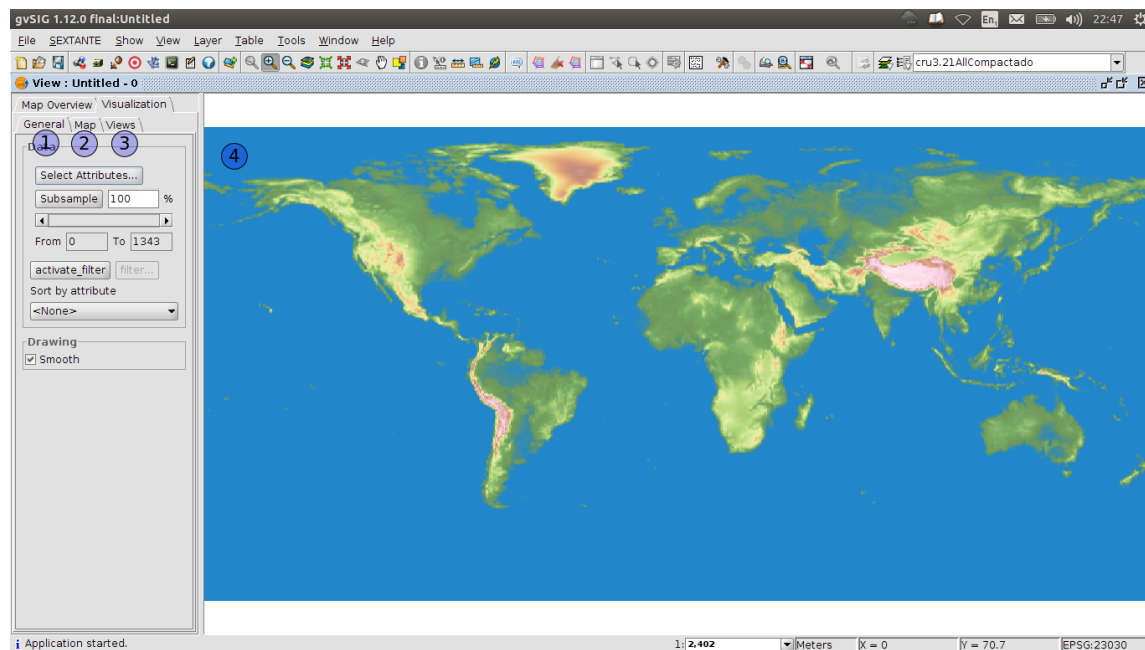 gvSIG 1.12.0 final:Untitled
En1
22:47
File SEXTANTE Show View Layer Table Tools Window Help
cru3.21AllCompactado
View : Untitled - 0
Map Overview Visualization
General Map Views
1 2 3 4
Data
Select Attributes...
Subsample 100 %
From 0 To 1343
activate_filter filter...
Sort by attribute
<None>
Drawing
Smooth
Application started.
1: 2,402 Meters X = 0 Y = 70.7 EPSG:23030